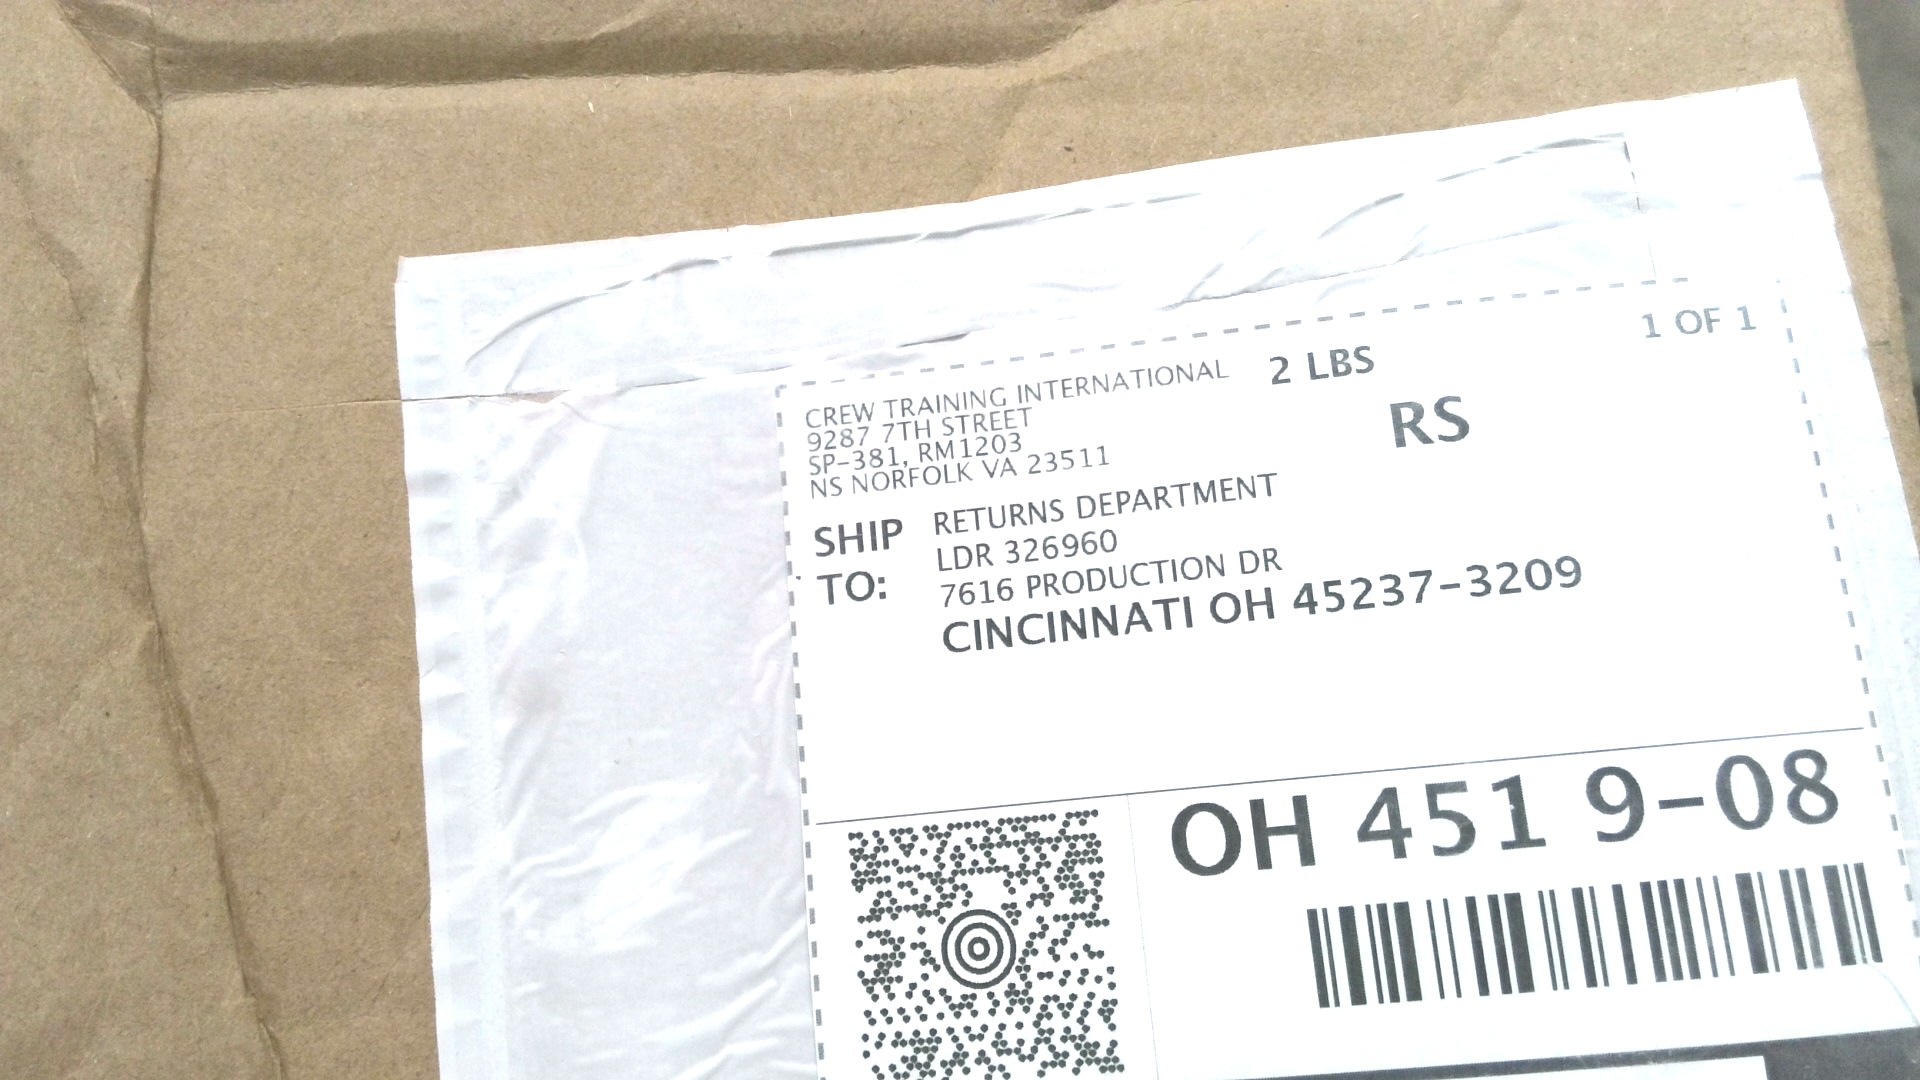 1 OF 1
CREW TRAINING INTERNATIONAL 2 LBS
9287 7TH STREET
SP-381, RM1203
NS NORFOLK VA 23511
RS
SHIP TO:
RETURNS DEPARTMENT
LDR 326960
7616 PRODUCTION DR
CINCINNATI OH 45237-3209
OH 451 9-08